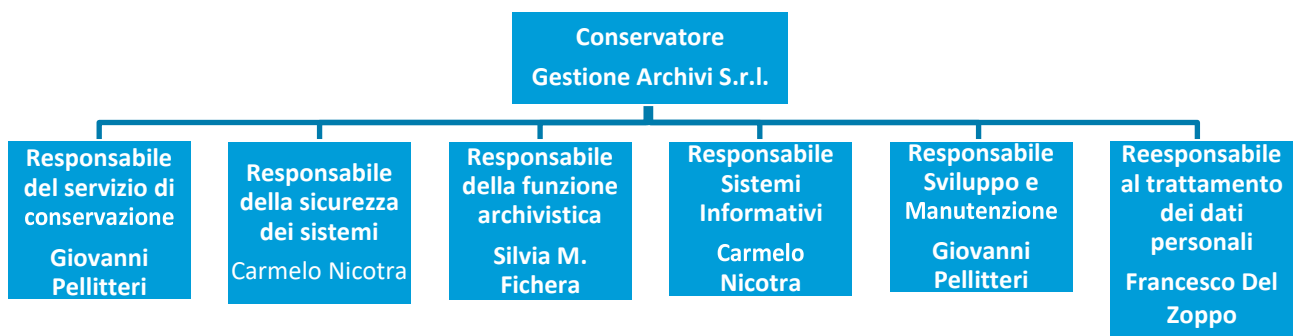 Conservatore
Gestione Archivi S.r.l.
Responsabile
del servizio di
conservazione
Giovanni
Pellitteri
Responsabile
della sicurezza
dei sistemi
Carmelo Nicotra
Responsabile
della funzione
archivistica
Silvia M.
Fichera
Responsabile
Sistemi
Informativi
Carmelo
Nicotra
Responsabile
Sviluppo e
Manutenzione
Giovanni
Pellitteri
Reesponsabile
al trattamento
dei dati
personali
Francesco Del
Zoppo